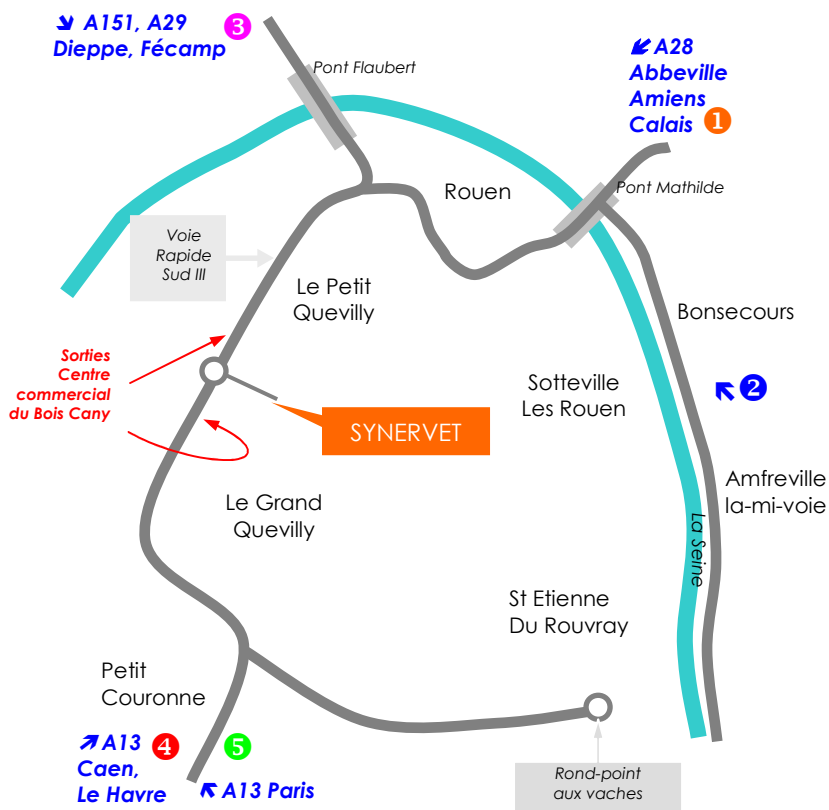 A151, A29
Dieppe, Fécamp
3
Pont Flaubert
A28
Abbeville
Amiens
Calais
1
Pont Mathilde
Rouen
Voie
Rapide
Sud III
Le Petit
Quevilly
Bonsecours
Sorties
Centre
commercial
du Bois Cany
Sotteville
Les Rouen
2
SYNERVET
Le Grand
Quevilly
Amfreville
la-mi-voie
La Seine
St Etienne
Du Rouvray
Petit
Couronne
A13
Caen,
Le Havre
4
5
A13 Paris
Rond-point
aux vaches